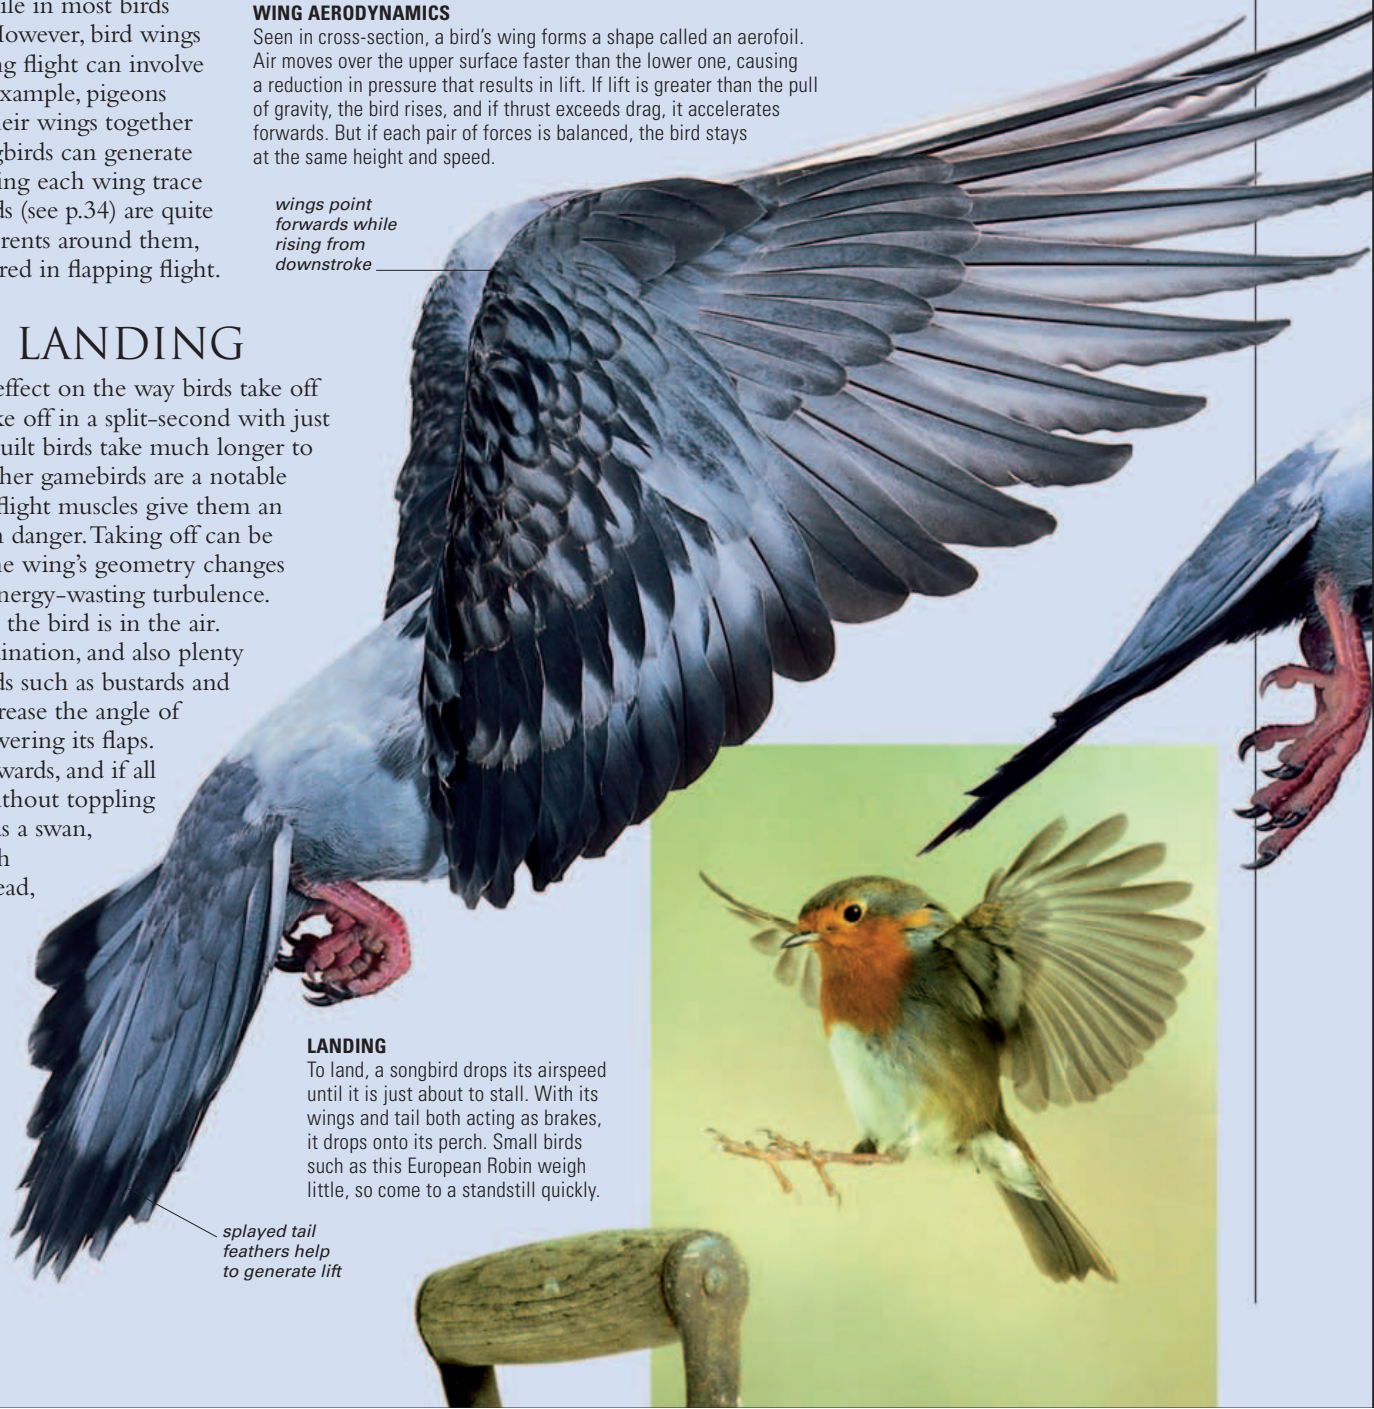 ile in most birds
However, bird wings
ng flight can involve
xample, pigeons
heir wings together
gbirds can generate
ing each wing trace
ds (see p.34) are quite
rrents around them,
red in flapping flight.
LANDING
effect on the way birds take off
ke off in a split-second with just
uilt birds take much longer to
ther gamebirds are a notable
flight muscles give them an
n danger. Taking off can be
he wing’s geometry changes
nergy-wasting turbulence.
the bird is in the air.
dination, and also plenty
ds such as bustards and
rease the angle of
wering its flaps.
wards, and if all
ithout toppling
as a swan,
h
ead,
WING AERODYNAMICS
Seen in cross-section, a bird’s wing forms a shape called an aerofoil.
Air moves over the upper surface faster than the lower one, causing
a reduction in pressure that results in lift. If lift is greater than the pull
of gravity, the bird rises, and if thrust exceeds drag, it accelerates
forwards. But if each pair of forces is balanced, the bird stays
at the same height and speed.
wings point
forwards while
rising from
downstroke
LANDING
To land, a songbird drops its airspeed
until it is just about to stall. With its
wings and tail both acting as brakes,
it drops onto its perch. Small birds
such as this European Robin weigh
little, so come to a standstill quickly.
splayed tail
feathers help
to generate lift